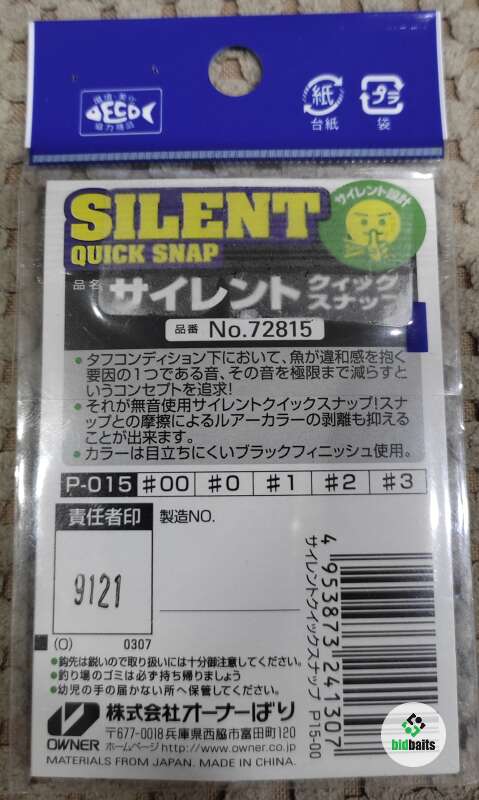 環境・美化
ECO
協力商品
紙
台紙
プラ
袋
SILENT
QUICK SNAP
サイレント設計
品名 サイレント クイック
スナップ
品番 No.72815
●タフコンディション下において、魚が違和感を抱く
要因の1つである音、その音を極限まで減らすと
いうコンセプトを追求!
●それが無音使用サイレントクイックスナップ!スナ
ップとの摩擦によるルアーカラーの剥離も抑える
ことが出来ます。
●カラーは目立ちにくいブラックフィニッシュ使用。
P-015 #00 #0 #1 #2 #3
責任者印 製造NO.
9121
(O) 0307
●鈎先は鋭いので取り扱いには十分御注意してください。
●釣り場のゴミは必ず持ち帰りましょう
●幼児の手の届かない所へ保管してください。
株式会社オーナーばり
〒677-0018 兵庫県西脇市富田町120
OWNER ホームページ http://www.owner.co.jp
MATERIALS FROM JAPAN. MADE IN
4 953873 241307
サイレントクイックスナップ P15-00
bidbaits